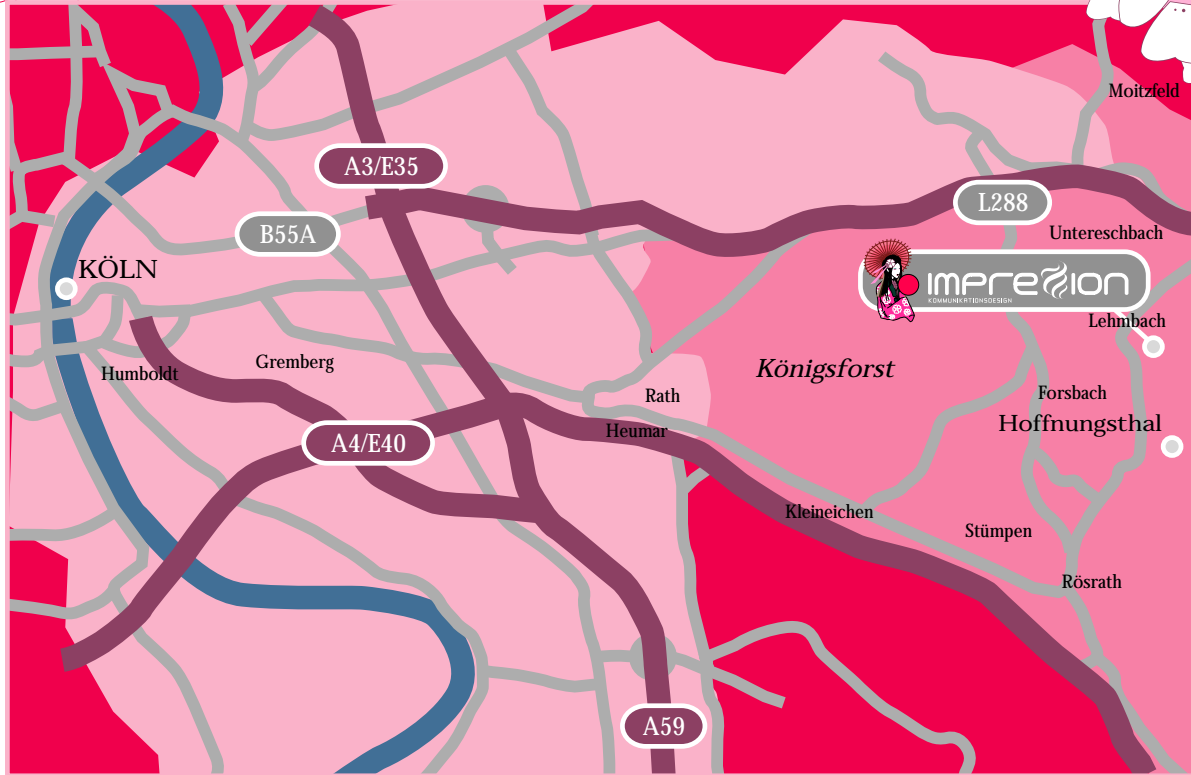 Moitzfeld
A3/E35
L288
B55A
Untereschbach
KÖLN
impreZion
KOMMUNIKATIONSDESIGN
Lehmbach
Gremberg
Humboldt
Königsforst
Rath
Forsbach
Hoffnungsthal
Heumar
A4/E40
Kleineichen
Stümpen
Rösrath
A59